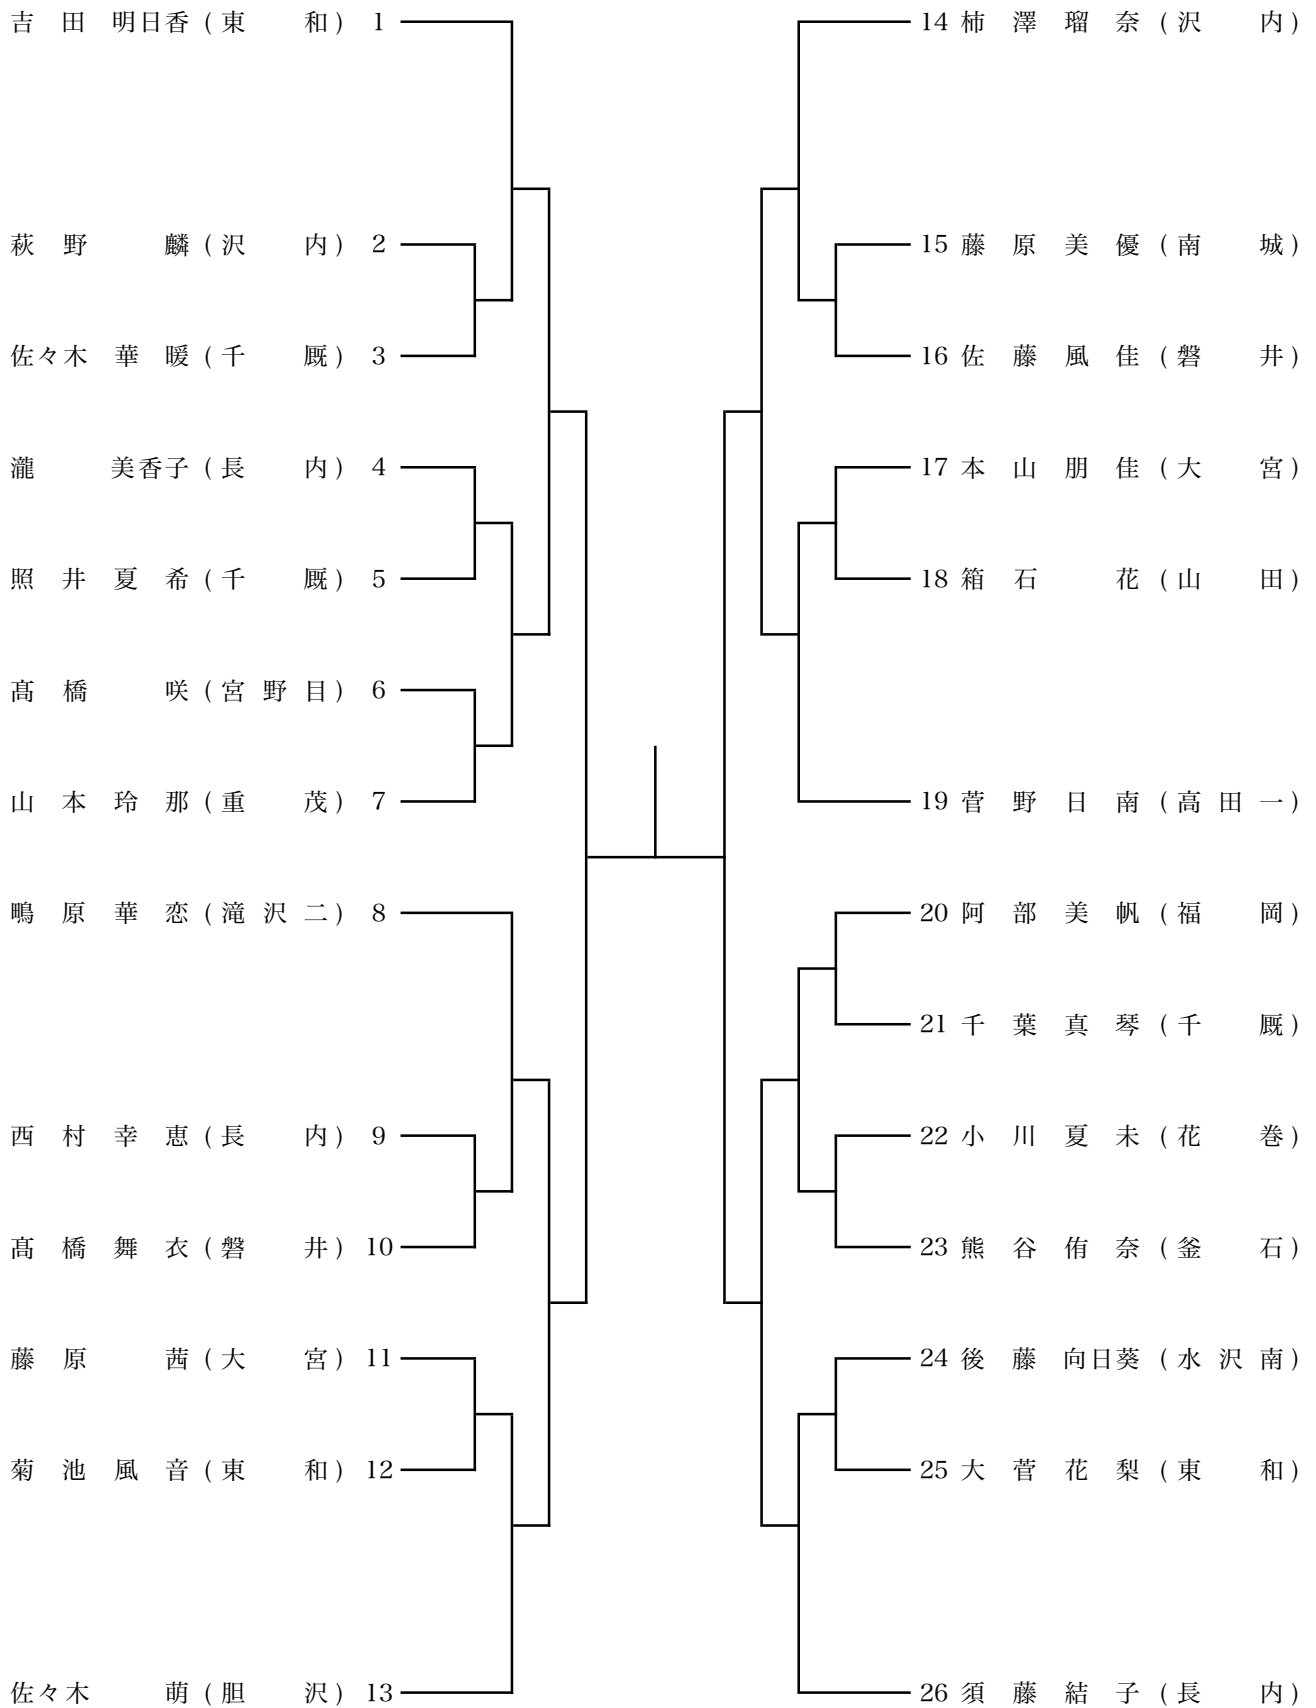 吉田明日香(東和) 1
萩野麟(沢内) 2
佐々木華暖(千厩) 3
瀧美香子(長内) 4
照井夏希(千厩) 5
髙橋咲(宮野目) 6
山本玲那(重茂) 7
鴫原華恋(滝沢二) 8
西村幸恵(長内) 9
髙橋舞衣(磐井) 10
藤原茜(大宮) 11
菊池風音(東和) 12
佐々木萌(胆沢) 13
14 柿澤瑠奈(沢内)
15 藤原美優(南城)
16 佐藤風佳(磐井)
17 本山朋佳(大宮)
18 箱石花(山田)
19 菅野日南(高田一)
20 阿部美帆(福岡)
21 千葉真琴(千厩)
22 小川夏未(花巻)
23 熊谷侑奈(釜石)
24 後藤向日葵(水沢南)
25 大菅花梨(東和)
26 須藤結子(長内)